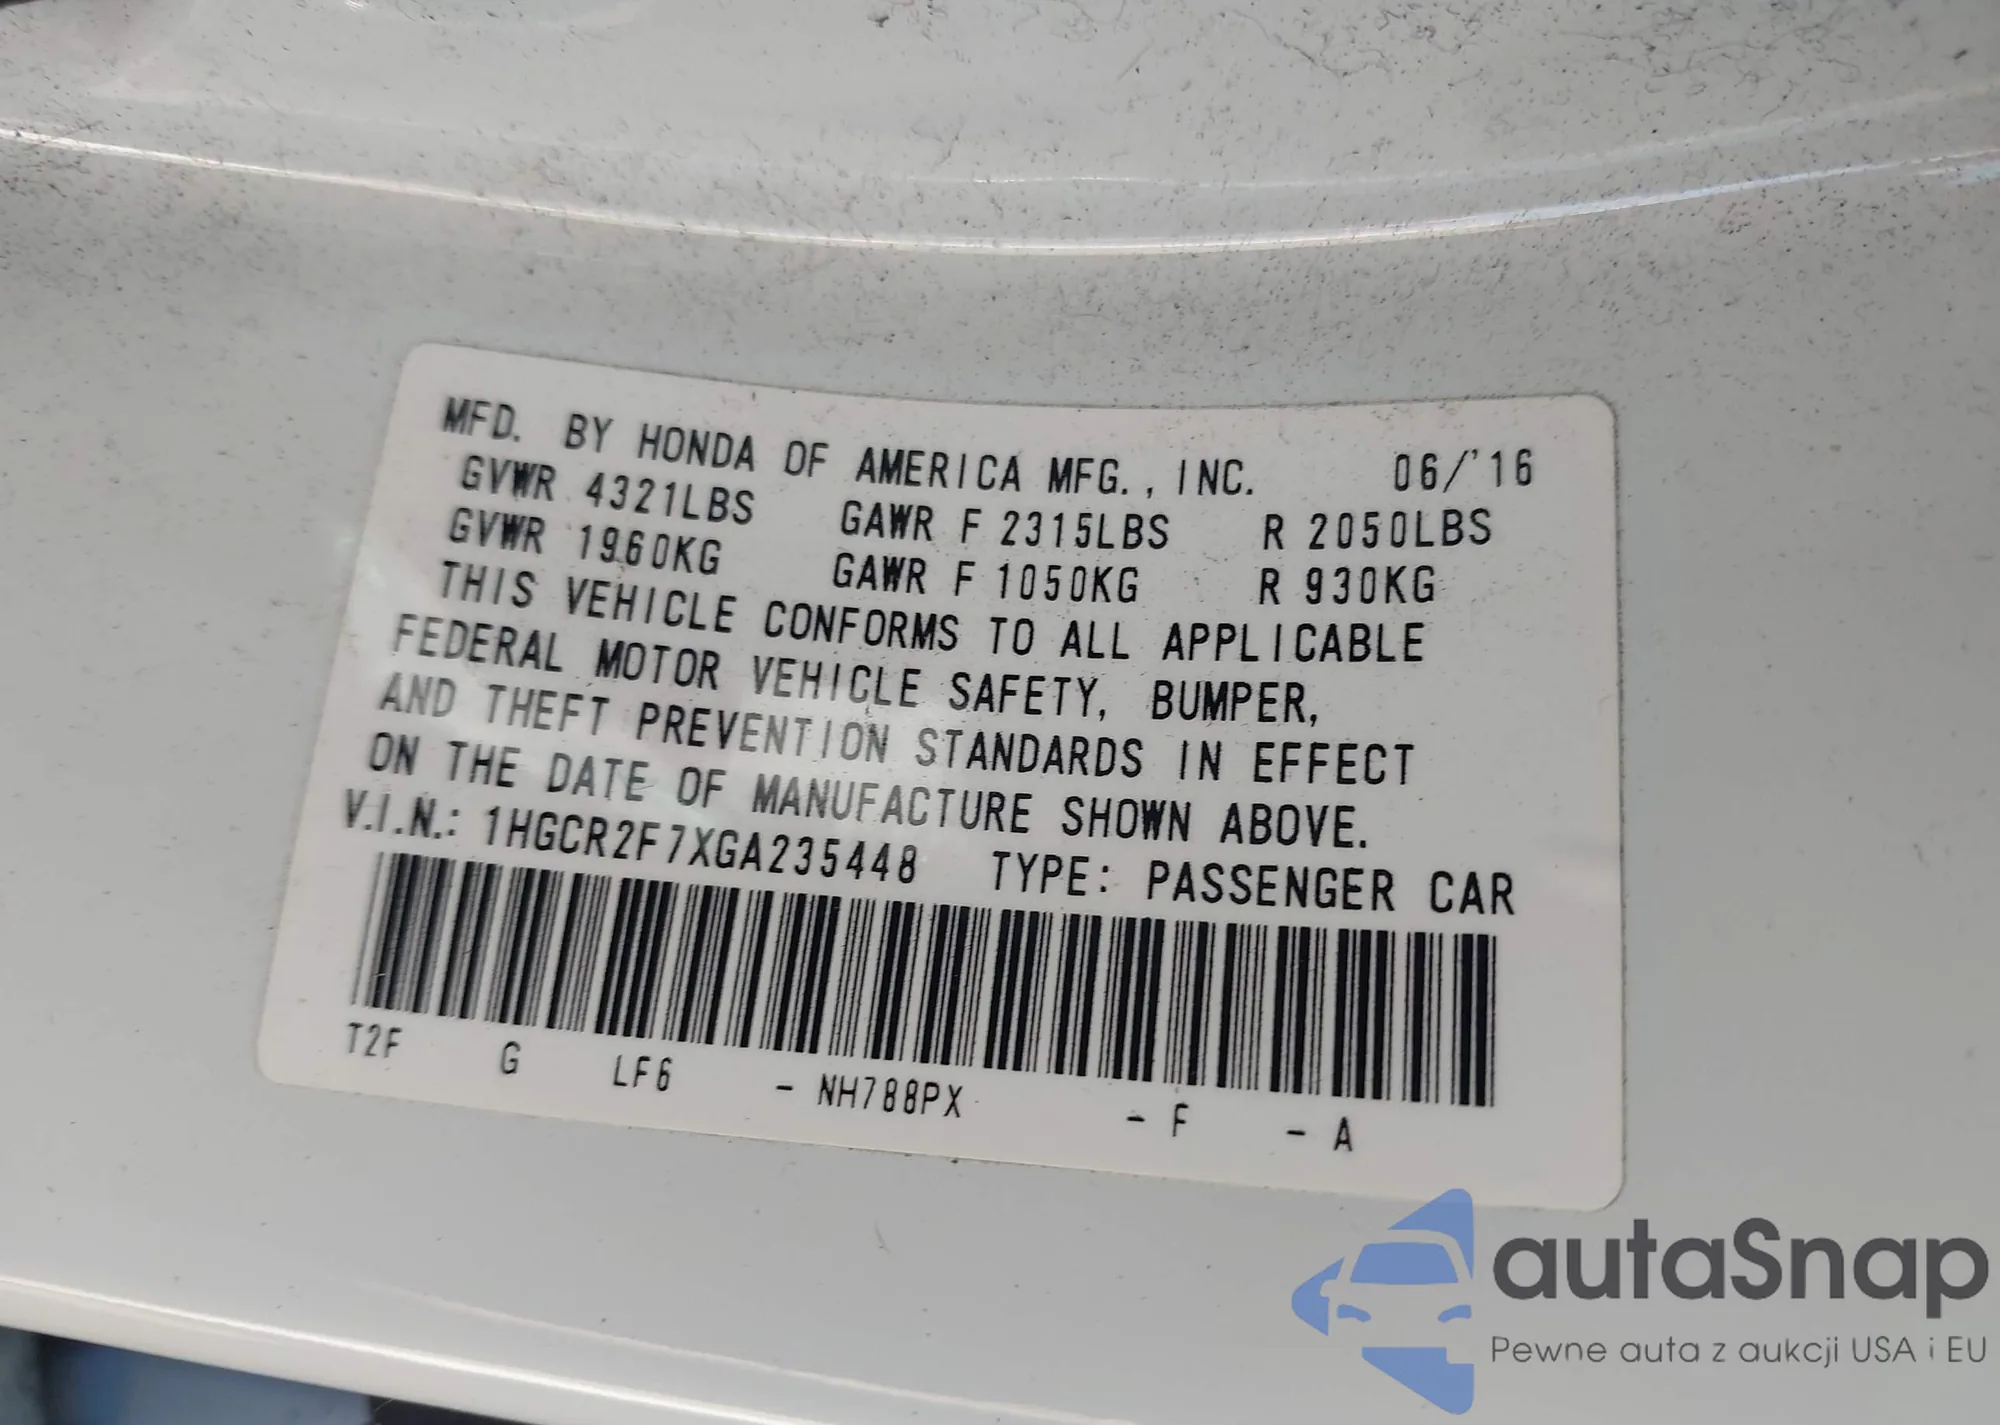 MFD. BY HONDA OF AMERICA MFG., INC. 06/'16
GVWR 4321LBS GAWR F 2315LBS R 2050LBS
GVWR 1960KG GAWR F 1050KG R 930KG
THIS VEHICLE CONFORMS TO ALL APPLICABLE
FEDERAL MOTOR VEHICLE SAFETY, BUMPER,
AND THEFT PREVENTION STANDARDS IN EFFECT
ON THE DATE OF MANUFACTURE SHOWN ABOVE.
V.I.N.: 1HGCR2F7XGA235448 TYPE: PASSENGER CAR
T2F G LF6 - NH788PX - F - A
autaSnap
Pewne auta z aukcji USA i EU